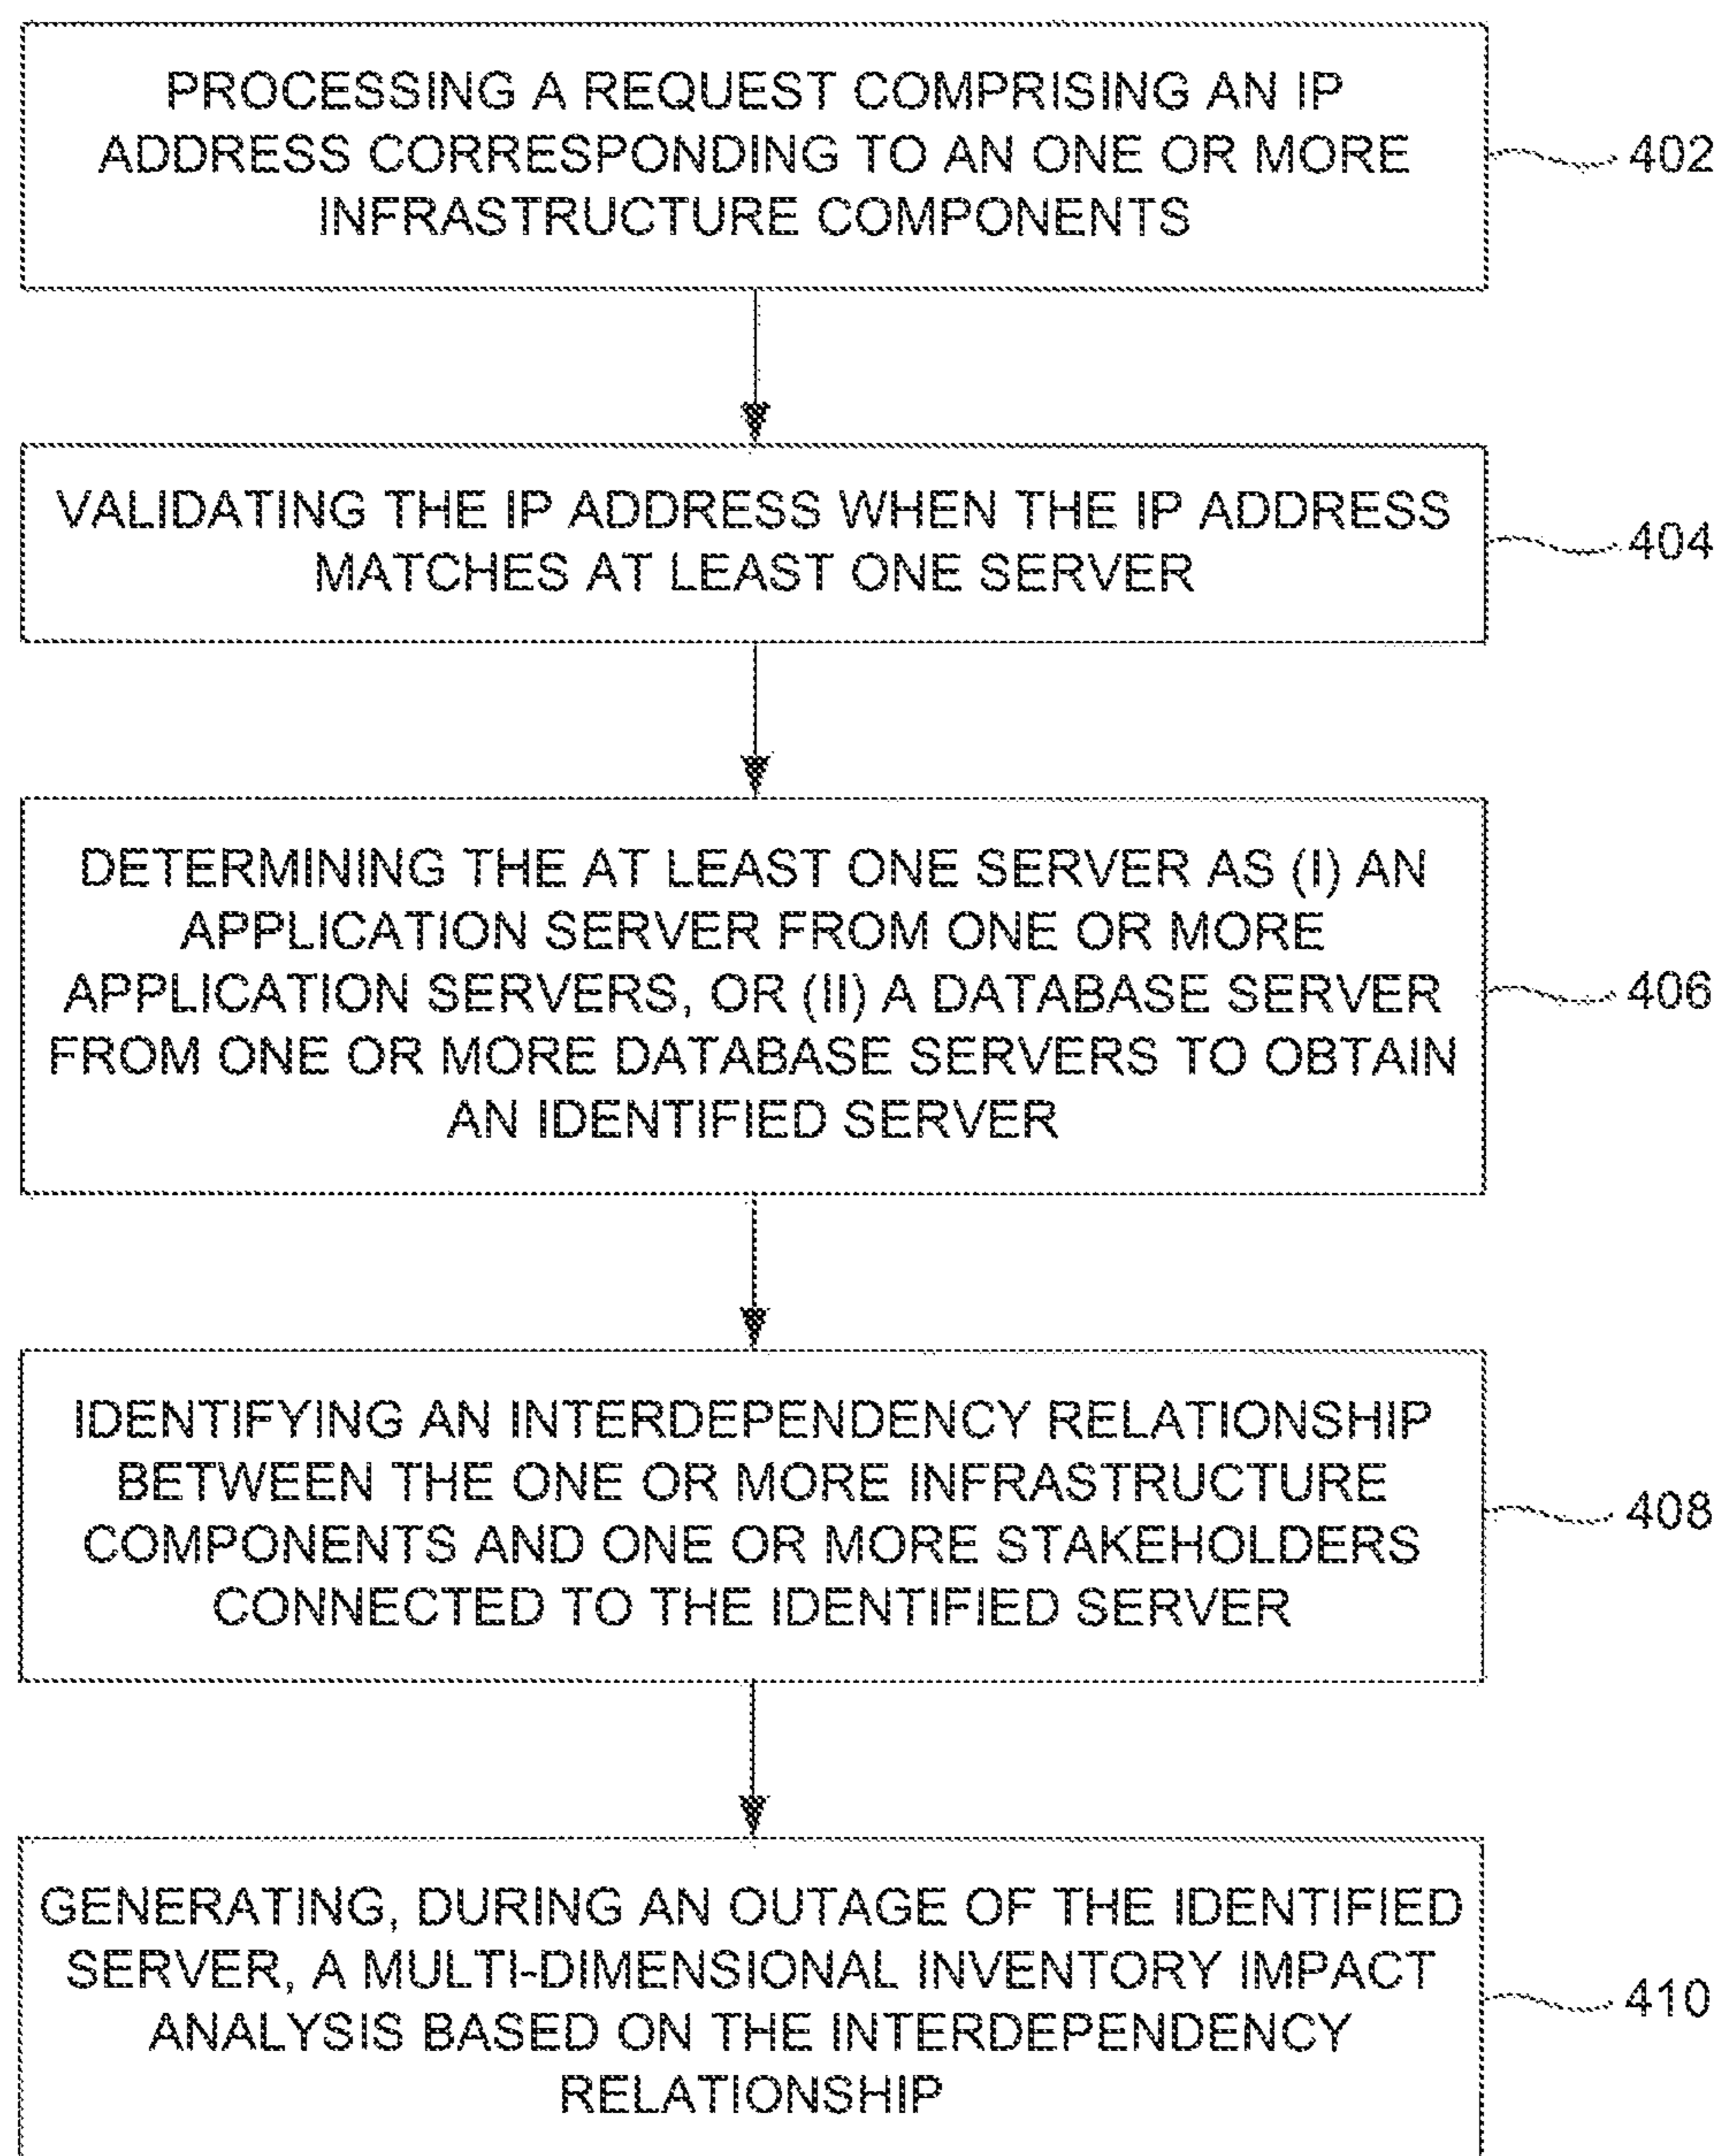 PROCESSING A REQUEST COMPRISING AN IP
ADDRESS CORRESPONDING TO AN ONE OR MORE
INFRASTRUCTURE COMPONENTS
402
VALIDATING THE IP ADDRESS WHEN THE IP ADDRESS
MATCHES AT LEAST ONE SERVER
404
DETERMINING THE AT LEAST ONE SERVER AS (I) AN
APPLICATION SERVER FROM ONE OR MORE
APPLICATION SERVERS, OR (II) A DATABASE SERVER
FROM ONE OR MORE DATABASE SERVERS TO OBTAIN
AN IDENTIFIED SERVER
406
IDENTIFYING AN INTERDEPENDENCY RELATIONSHIP
BETWEEN THE ONE OR MORE INFRASTRUCTURE
COMPONENTS AND ONE OR MORE STAKEHOLDERS
CONNECTED TO THE IDENTIFIED SERVER
408
GENERATING, DURING AN OUTAGE OF THE IDENTIFIED
SERVER, A MULTI-DIMENSIONAL INVENTORY IMPACT
ANALYSIS BASED ON THE INTERDEPENDENCY
RELATIONSHIP
410